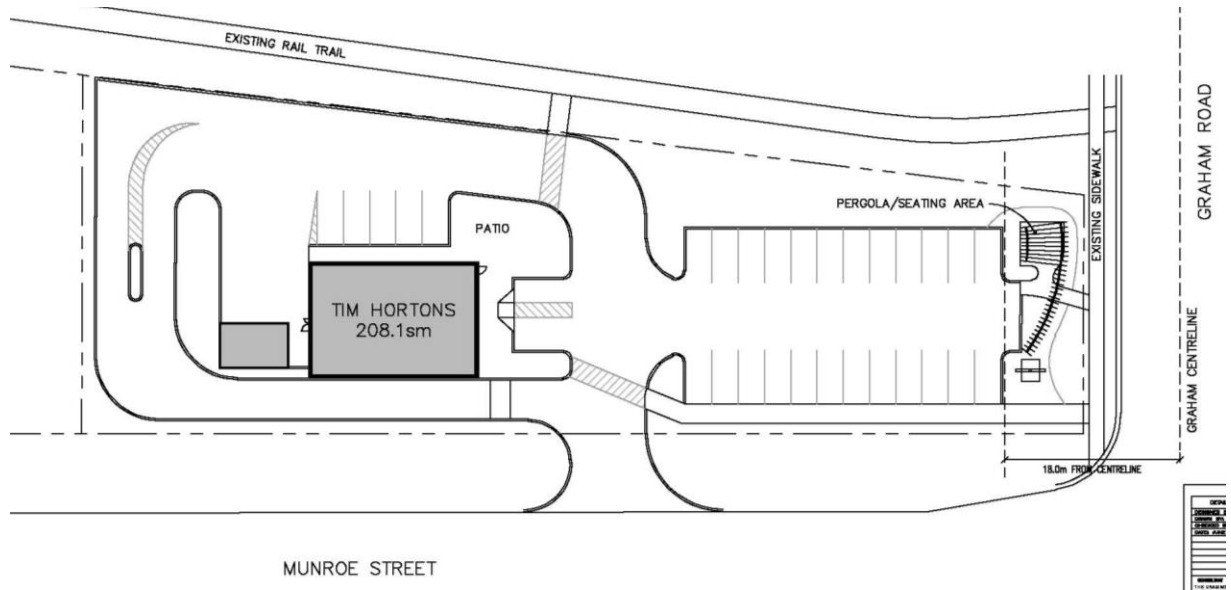 EXISTING RAIL TRAIL
GRAHAM ROAD
PERGOLA/SEATING AREA
EXISTING SIDEWALK
PATIO
TIM HORTONS
208.1sm
GRAHAM CENTRELINE
18.0m FROM CENTRELINE
MUNROE STREET